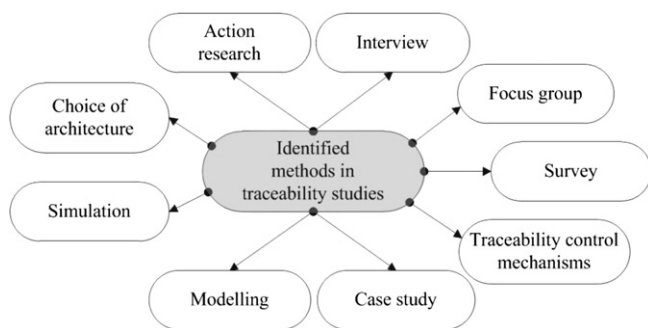 Action
research
Interview
Choice of
architecture
Focus group
Identified
methods in
traceability studies
Survey
Simulation
Traceability control
mechanisms
Modelling
Case study